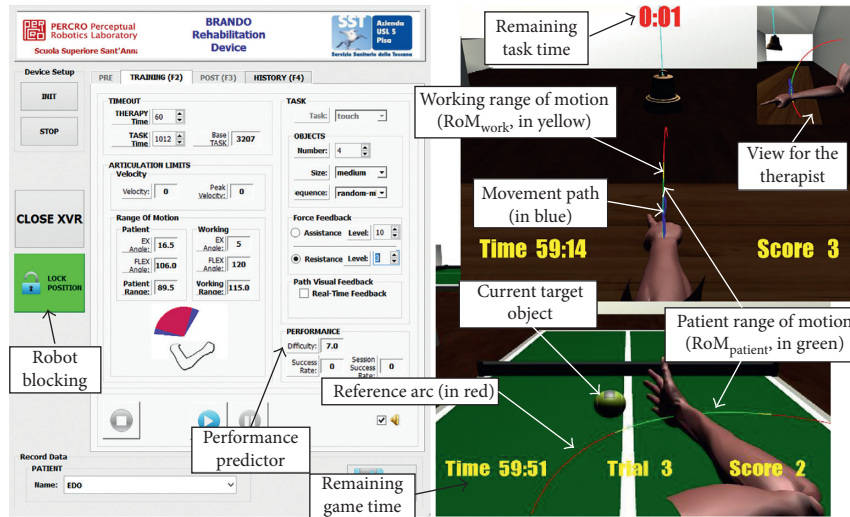 PERCRO Perceptual
Robotics Laboratory
Scuola Superiore Sant'Anna
BRANDO
Rehabilitation
Device
SST
Azienda
USL 5
Pisa
Servizio Sanitario della Toscana
Device Setup
INIT
STOP
CLOSE XVR
LOCK
POSITION
Robot
blocking
PRE
TRAINING (F2)
POST (F3)
HISTORY (F4)
TIMEOUT
THERAPY
Time
60
TASK
Time
1012
Base
TASK
3207
ARTICULATION LIMITS
Velocity
Velocity:
0
Peak
Velocity:
0
Range Of Motion
Patient
Working
EX
Angle:
16.5
EX
Angle:
5
FLEX
Angle:
106.0
FLEX
Angle:
120
Patient
Range:
89.5
Vorking
Range:
115.0
TASK
Task:
touch
OBJECTS
Number:
4
Size:
medium
equence:
random-m
Force Feedback
Assistance
Level:
10
Resistance
Level:
Path Visual Feedback
Real-Time Feedback
PERFORMANCE
Difficulty:
7.0
Success
Rate:
0
Session
Success
Rate:
0
Performance
predictor
Record Data
PATIENT
Name:
EDO
Remaining
task time
0:01
Working range of motion
(RoMwork, in yellow)
View for the
therapist
Movement path
(in blue)
Time 59:14
Score 3
Current target
object
Patient range of motion
(RoMpatient, in green)
Reference arc (in red)
Time 59:51
Trial 3
Score 2
Remaining
game time